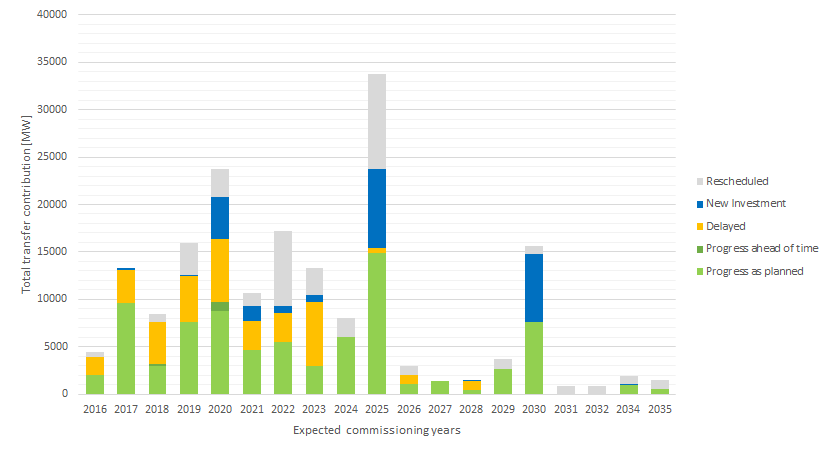 40000
35000
30000
25000
20000
15000
10000
5000
0
Total transfer contribution [MW]
2016 2017 2018 2019 2020 2021 2022 2023 2024 2025 2026 2027 2028 2029 2030 2031 2032 2034 2035
Expected commissioning years
Rescheduled
New Investment
Delayed
Progress ahead of time
Progress as planned